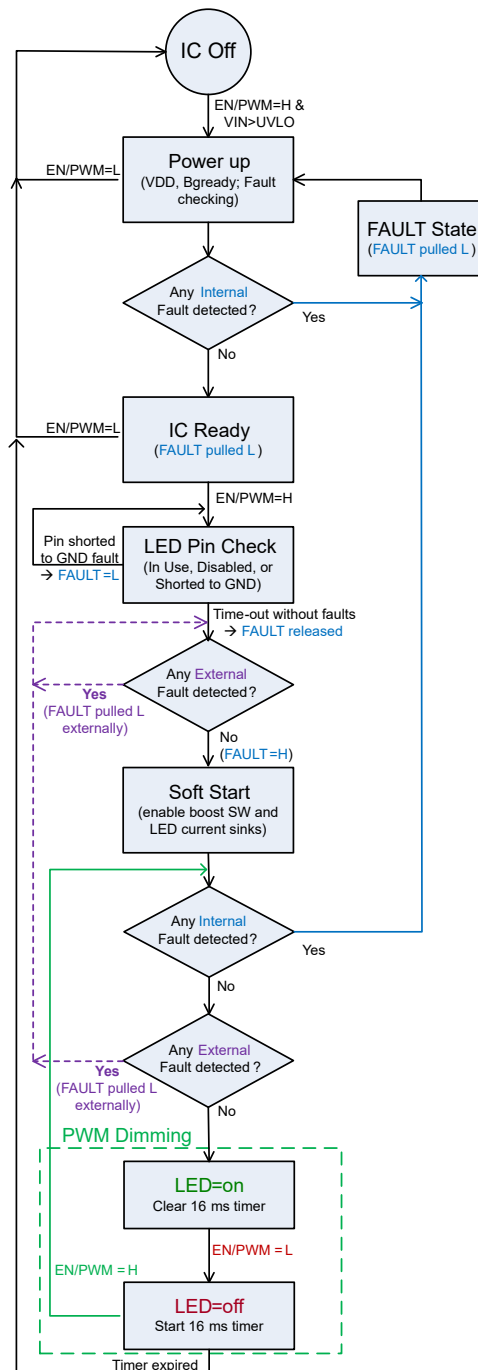 IC Off
EN/PWM=H &
VIN>UVLO
Power up
(VDD, Bgready; Fault
checking)
EN/PWM=L
FAULT State
(FAULT pulled L)
Any Internal
Fault detected?
Yes
No
IC Ready
(FAULT pulled L)
EN/PWM=L
EN/PWM=H
Pin shorted
to GND fault
→ FAULT=L
LED Pin Check
(In Use, Disabled, or
Shorted to GND)
Time-out without faults
→ FAULT released
Any External
Fault detected?
Yes
(FAULT pulled L
externally)
No
(FAULT=H)
Soft Start
(enable boost SW and
LED current sinks)
Any Internal
Fault detected?
Yes
No
Any External
Fault detected?
Yes
(FAULT pulled L
externally)
No
PWM Dimming
LED=on
Clear 16 ms timer
EN/PWM = L
EN/PWM = H
LED=off
Start 16 ms timer
Timer expired